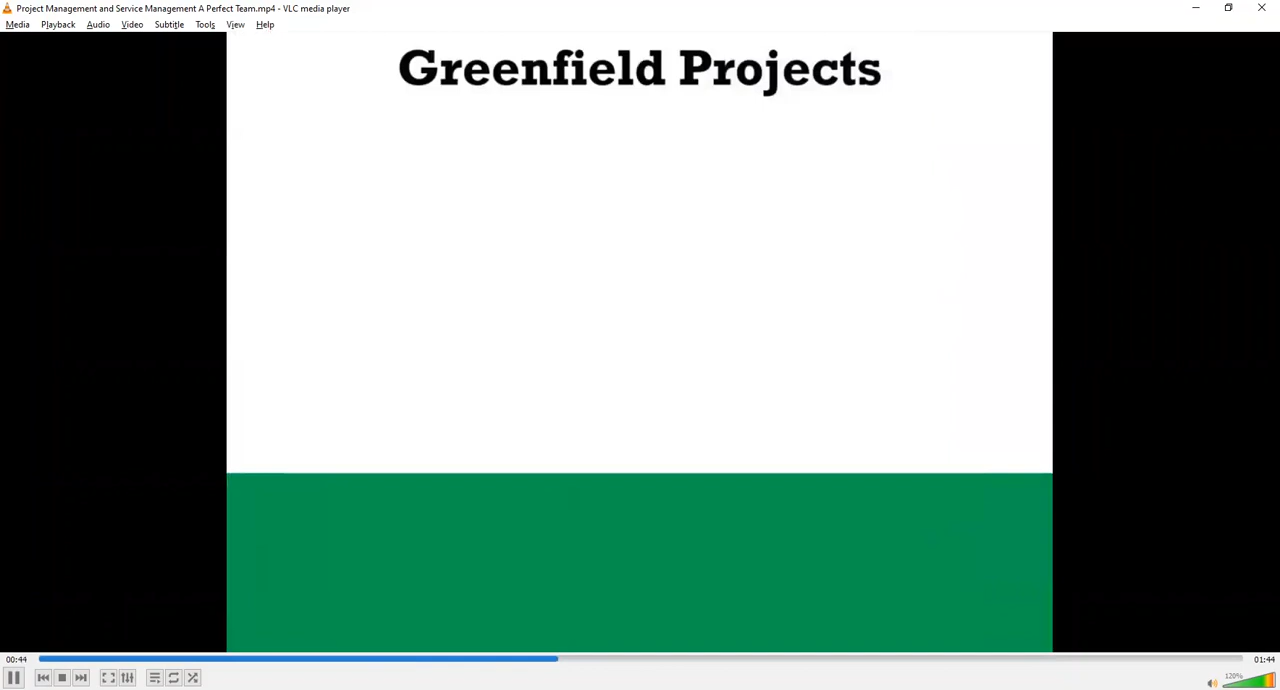 Project Management and Service Management A Perfect Team.mp4 - VLC media player
Media Playback Audio Video Subtitle Tools View Help
Greenfield Projects
00:44
01:44
120%